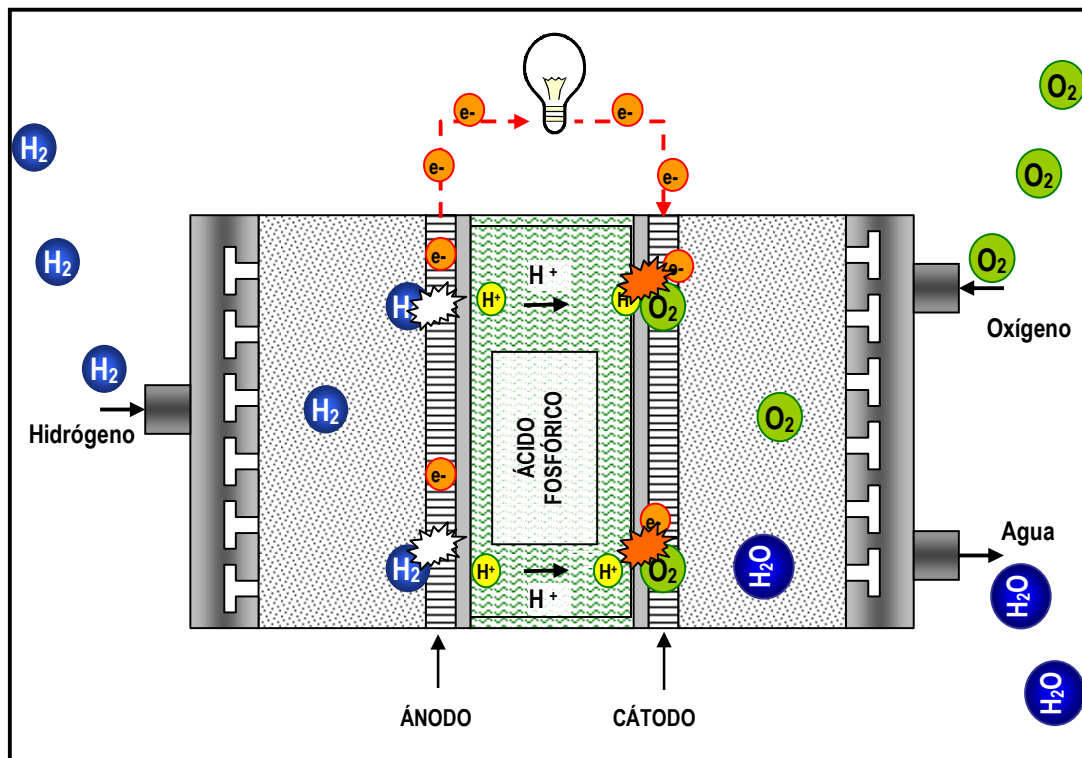 O₂
H₂
e-
e-
O₂
e-
e-
H₂
e-
e-
O₂
H⁺
H⁺
H⁺
O₂
Oxígeno
H₂
Hidrógeno
H₂
O₂
ÁCIDO
FOSFÓRICO
e-
e-
H₂
H⁺
H⁺
O₂
H₂O
Agua
H₂O
H⁺
H₂O
ÁNODO
CÁTODO